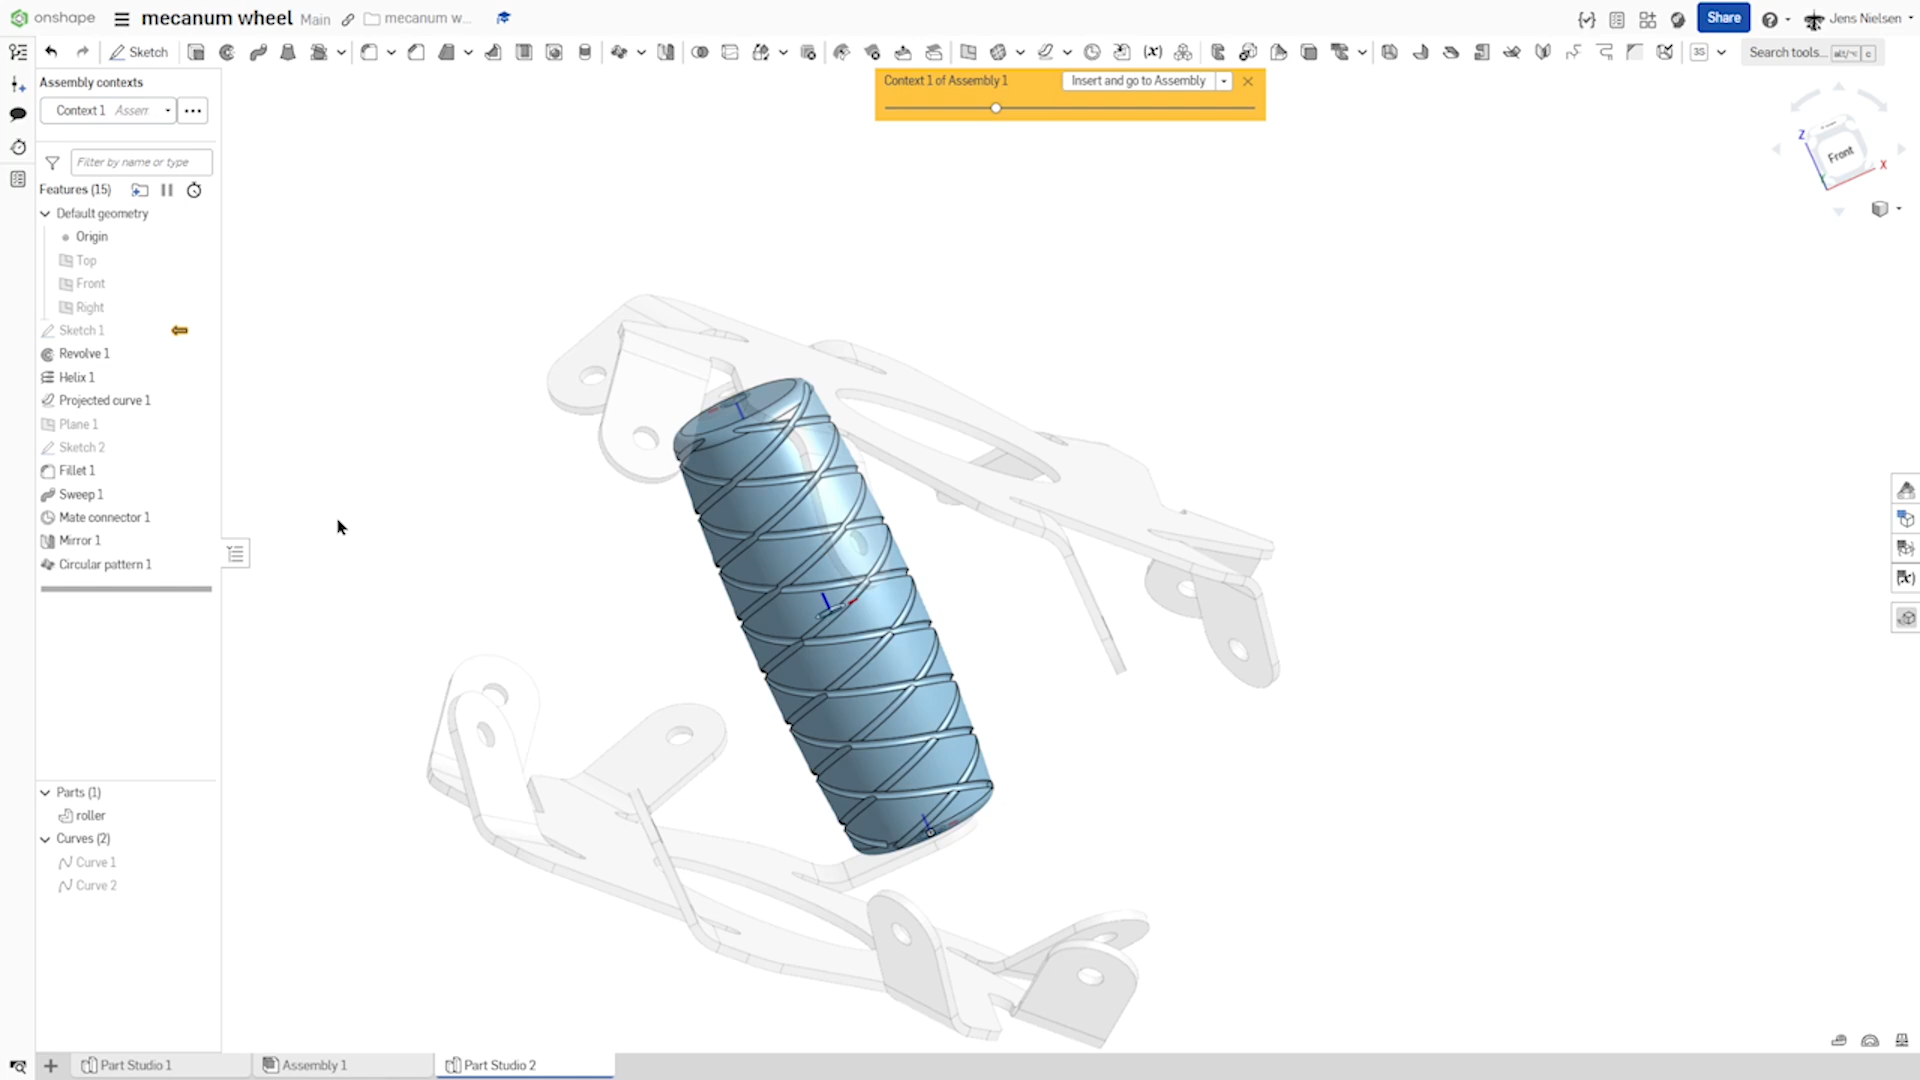 onshape
mecanum wheel
Main
mecanum w...
Share
Jens Nielsen
Sketch
Search tools...
alt/⌥
c
Assembly contexts
Context 1 Assem
Context 1 of Assembly 1
Insert and go to Assembly
Filter by name or type
Features (15)
Default geometry
Origin
Top
Front
Right
Sketch 1
Revolve 1
Helix 1
Projected curve 1
Plane 1
Sketch 2
Fillet 1
Sweep 1
Mate connector 1
Mirror 1
Circular pattern 1
Parts (1)
roller
Curves (2)
Curve 1
Curve 2
Z
Front
X
Part Studio 1
Assembly 1
Part Studio 2